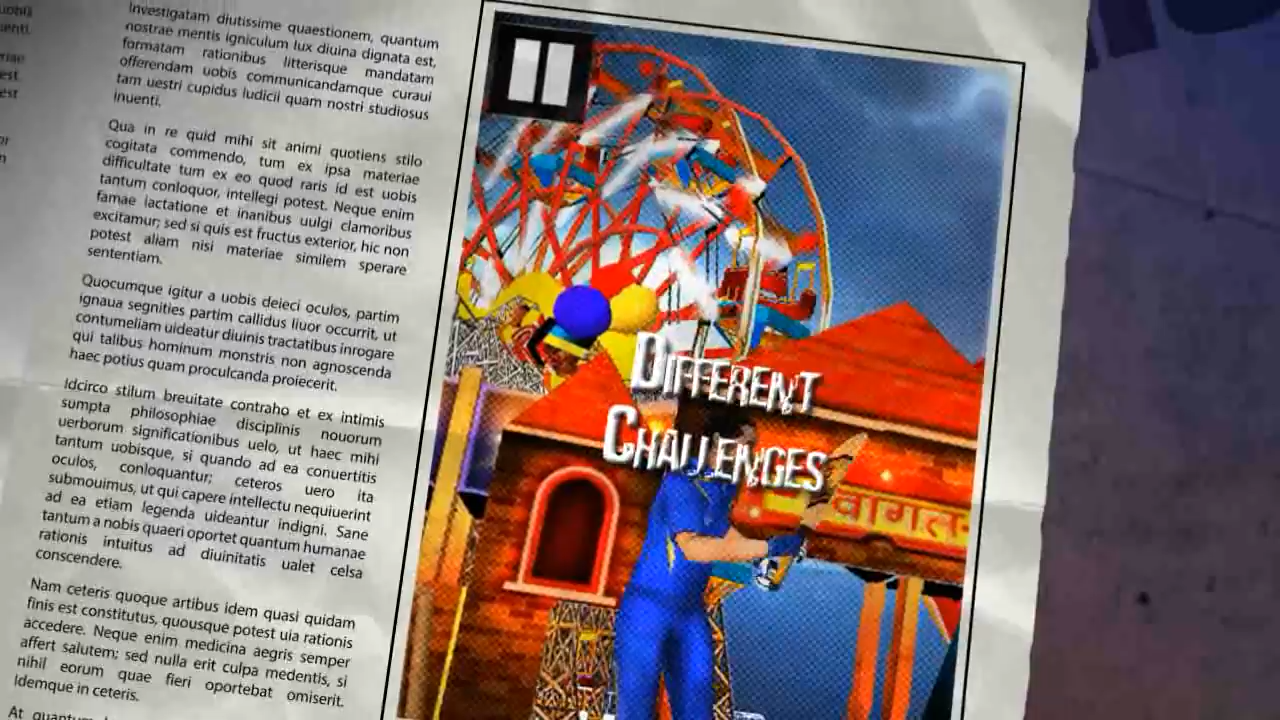 Investigatam diutissime quaestionem, quantum
nostrae mentis igniculum lux diuina dignata est,
formatam rationibus litterisque mandatam
offerendam uobis communicandamque curaui
tam uestri cupidus iudicii quam nostri studiosus
inuenti.
Qua in re quid mihi sit animi quotiens stilo
cogitata commendo, tum ex ipsa materiae
difficultate tum ex eo quod raris id est uobis
tantum conloquor, intellegi potest. Neque enim
famae iactatione et inanibus uulgi clamoribus
excitamur; sed si quis est fructus exterior, hic non
potest aliam nisi materiae similem sperare
sententiam.
Quocumque igitur a uobis deieci oculos, partim
ignaua segnities partim callidus liuor occurrit, ut
contumeliam uideatur diuinis tractatibus inrogare
qui talibus hominum monstris non agnoscenda
haec potius quam proculcanda proiecerit.
Idcirco stilum breuitate contraho et ex intimis
sumpta philosophiae disciplinis nouorum
uerborum significationibus uelo, ut haec mihi
tantum uobisque, si quando ad ea conuertitis
oculos, conloquantur; ceteros uero ita
submouimus, ut qui capere intellectu nequiuerint
ad ea etiam legenda uideantur indigni. Sane
tantum a nobis quaeri oportet quantum humanae
rationis intuitus ad diuinitatis ualet celsa
conscendere.
Nam ceteris quoque artibus idem quasi quidam
finis est constitutus, quousque potest uia rationis
accedere. Neque enim medicina aegris semper
affert salutem; sed nulla erit culpa medentis, si
nihil eorum quae fieri oportebat omiserit.
Idemque in ceteris.
At quantum
DIFFERENT
CHALLENGES
वागत